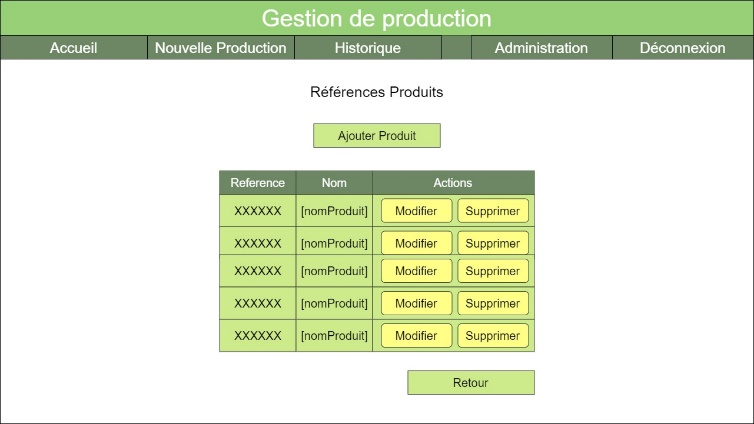 Gestion de production
Accueil Nouvelle Production Historique Administration Déconnexion
Références Produits
Ajouter Produit
Reference Nom Actions
XXXXXX [nomProduit] Modifier Supprimer
XXXXXX [nomProduit] Modifier Supprimer
XXXXXX [nomProduit] Modifier Supprimer
XXXXXX [nomProduit] Modifier Supprimer
XXXXXX [nomProduit] Modifier Supprimer
Retour